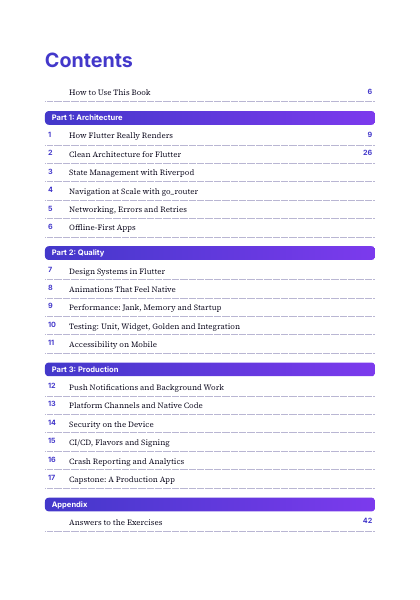 Contents
How to Use This Book 6
Part 1: Architecture
1 How Flutter Really Renders 9
2 Clean Architecture for Flutter 26
3 State Management with Riverpod
4 Navigation at Scale with go_router
5 Networking, Errors and Retries
6 Offline-First Apps
Part 2: Quality
7 Design Systems in Flutter
8 Animations That Feel Native
9 Performance: Jank, Memory and Startup
10 Testing: Unit, Widget, Golden and Integration
11 Accessibility on Mobile
Part 3: Production
12 Push Notifications and Background Work
13 Platform Channels and Native Code
14 Security on the Device
15 CI/CD, Flavors and Signing
16 Crash Reporting and Analytics
17 Capstone: A Production App
Appendix
Answers to the Exercises 42